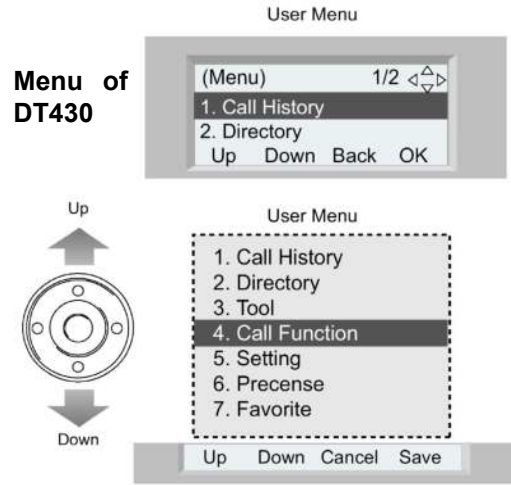 User Menu
Menu of
DT430
(Menu) 1/2
1. Call History
2. Directory
Up Down Back OK
Up
User Menu
1. Call History
2. Directory
3. Tool
4. Call Function
5. Setting
6. Precense
7. Favorite
Down
Up Down Cancel Save